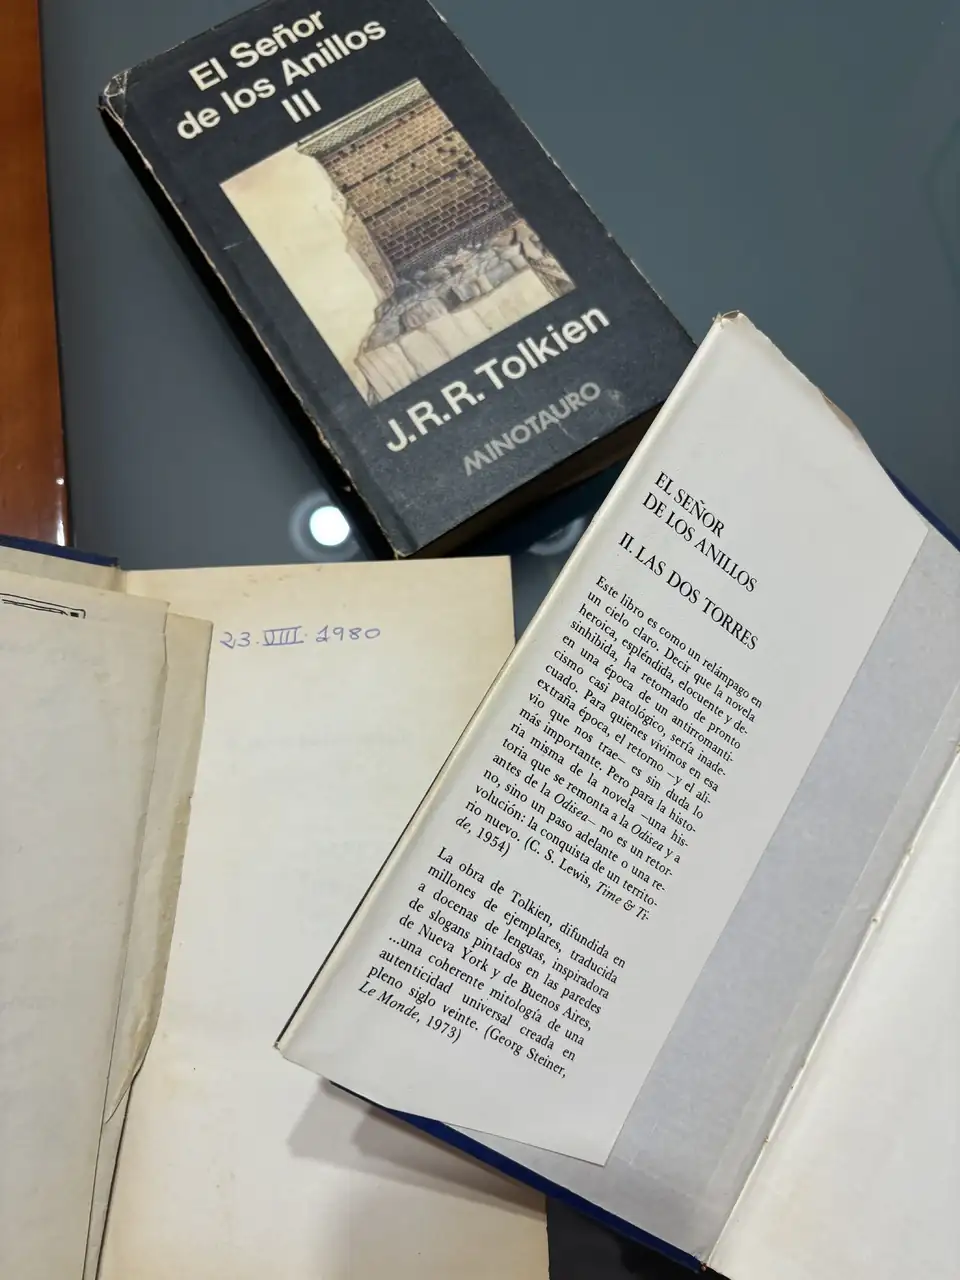 El Señor
de los Anillos
III
J.R.R. Tolkien
MINOTAURO
23. VIII. 1980
EL SEÑOR
DE LOS ANILLOS
II. LAS DOS TORRES
Este libro es como un relámpago en
un cielo claro. Decir que la novela
heroica, espléndida, elocuente y de-
sinhibida, ha retornado de pronto
en una época de un antirromanti-
cismo casi patológico, sería inade-
cuado. Para quienes vivimos en esa
extraña época, el retorno —y el ali-
vio que nos trae— es sin duda lo
más importante. Pero para la histo-
ria misma de la novela —una his-
toria que se remonta a la Odisea y a
antes de la Odisea— no es un retor-
no, sino un paso adelante o una re-
volución: la conquista de un territo-
rio nuevo. (C. S. Lewis, Time & Ti-
de, 1954)
La obra de Tolkien, difundida en
millones de ejemplares, traducida
a docenas de lenguas, inspiradora
de slogans pintados en las paredes
de Nueva York y de Buenos Aires,
...una coherente mitología de una
autenticidad universal creada en
pleno siglo veinte. (Georg Steiner,
Le Monde, 1973)